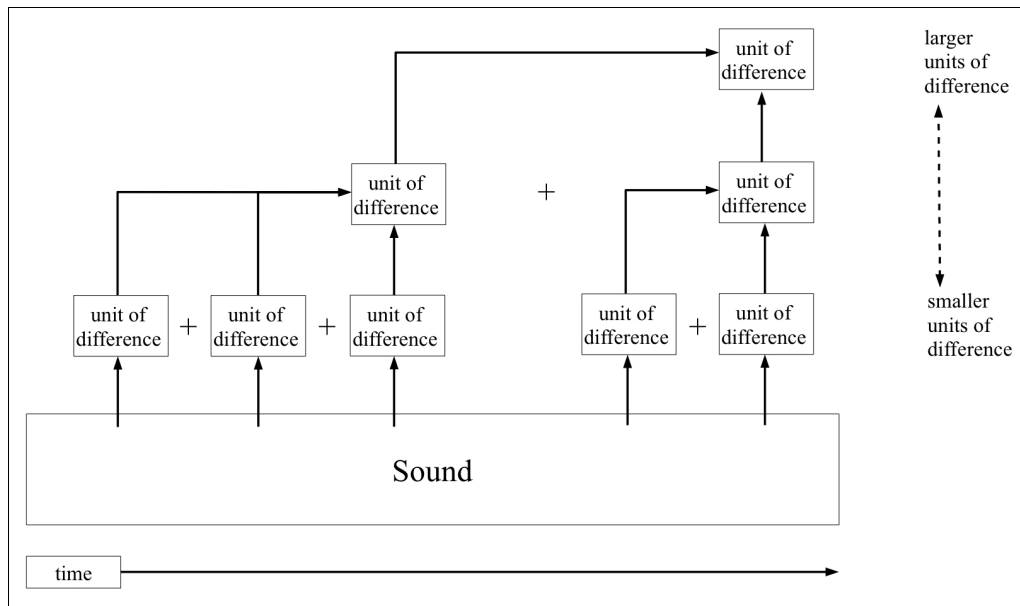 unit of
difference
larger
units of
difference
unit of
difference
+
unit of
difference
unit of
difference
+
unit of
difference
+
unit of
difference
unit of
difference
+
unit of
difference
smaller
units of
difference
Sound
time